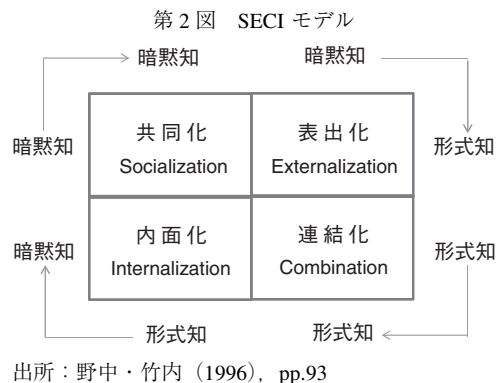 第２図　SECI モデル
暗黙知　暗黙知
暗黙知　形式知
共同化　表出化
Socialization　Externalization
内面化　連結化
Internalization　Combination
暗黙知　形式知
形式知　形式知
出所：野中・竹内（1996），pp.93